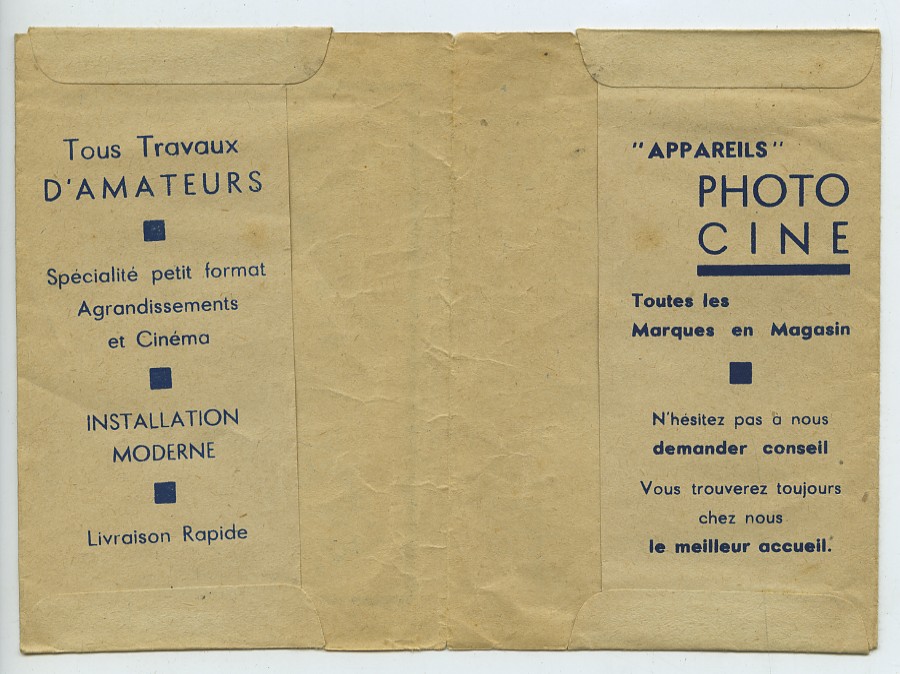 Tous Travaux
D'AMATEURS
Spécialité petit format
Agrandissements
et Cinéma
INSTALLATION
MODERNE
Livraison Rapide
"APPAREILS"
PHOTO
CINE
Toutes les
Marques en Magasin
N'hésitez pas à nous
demander conseil
Vous trouverez toujours
chez nous
le meilleur accueil.